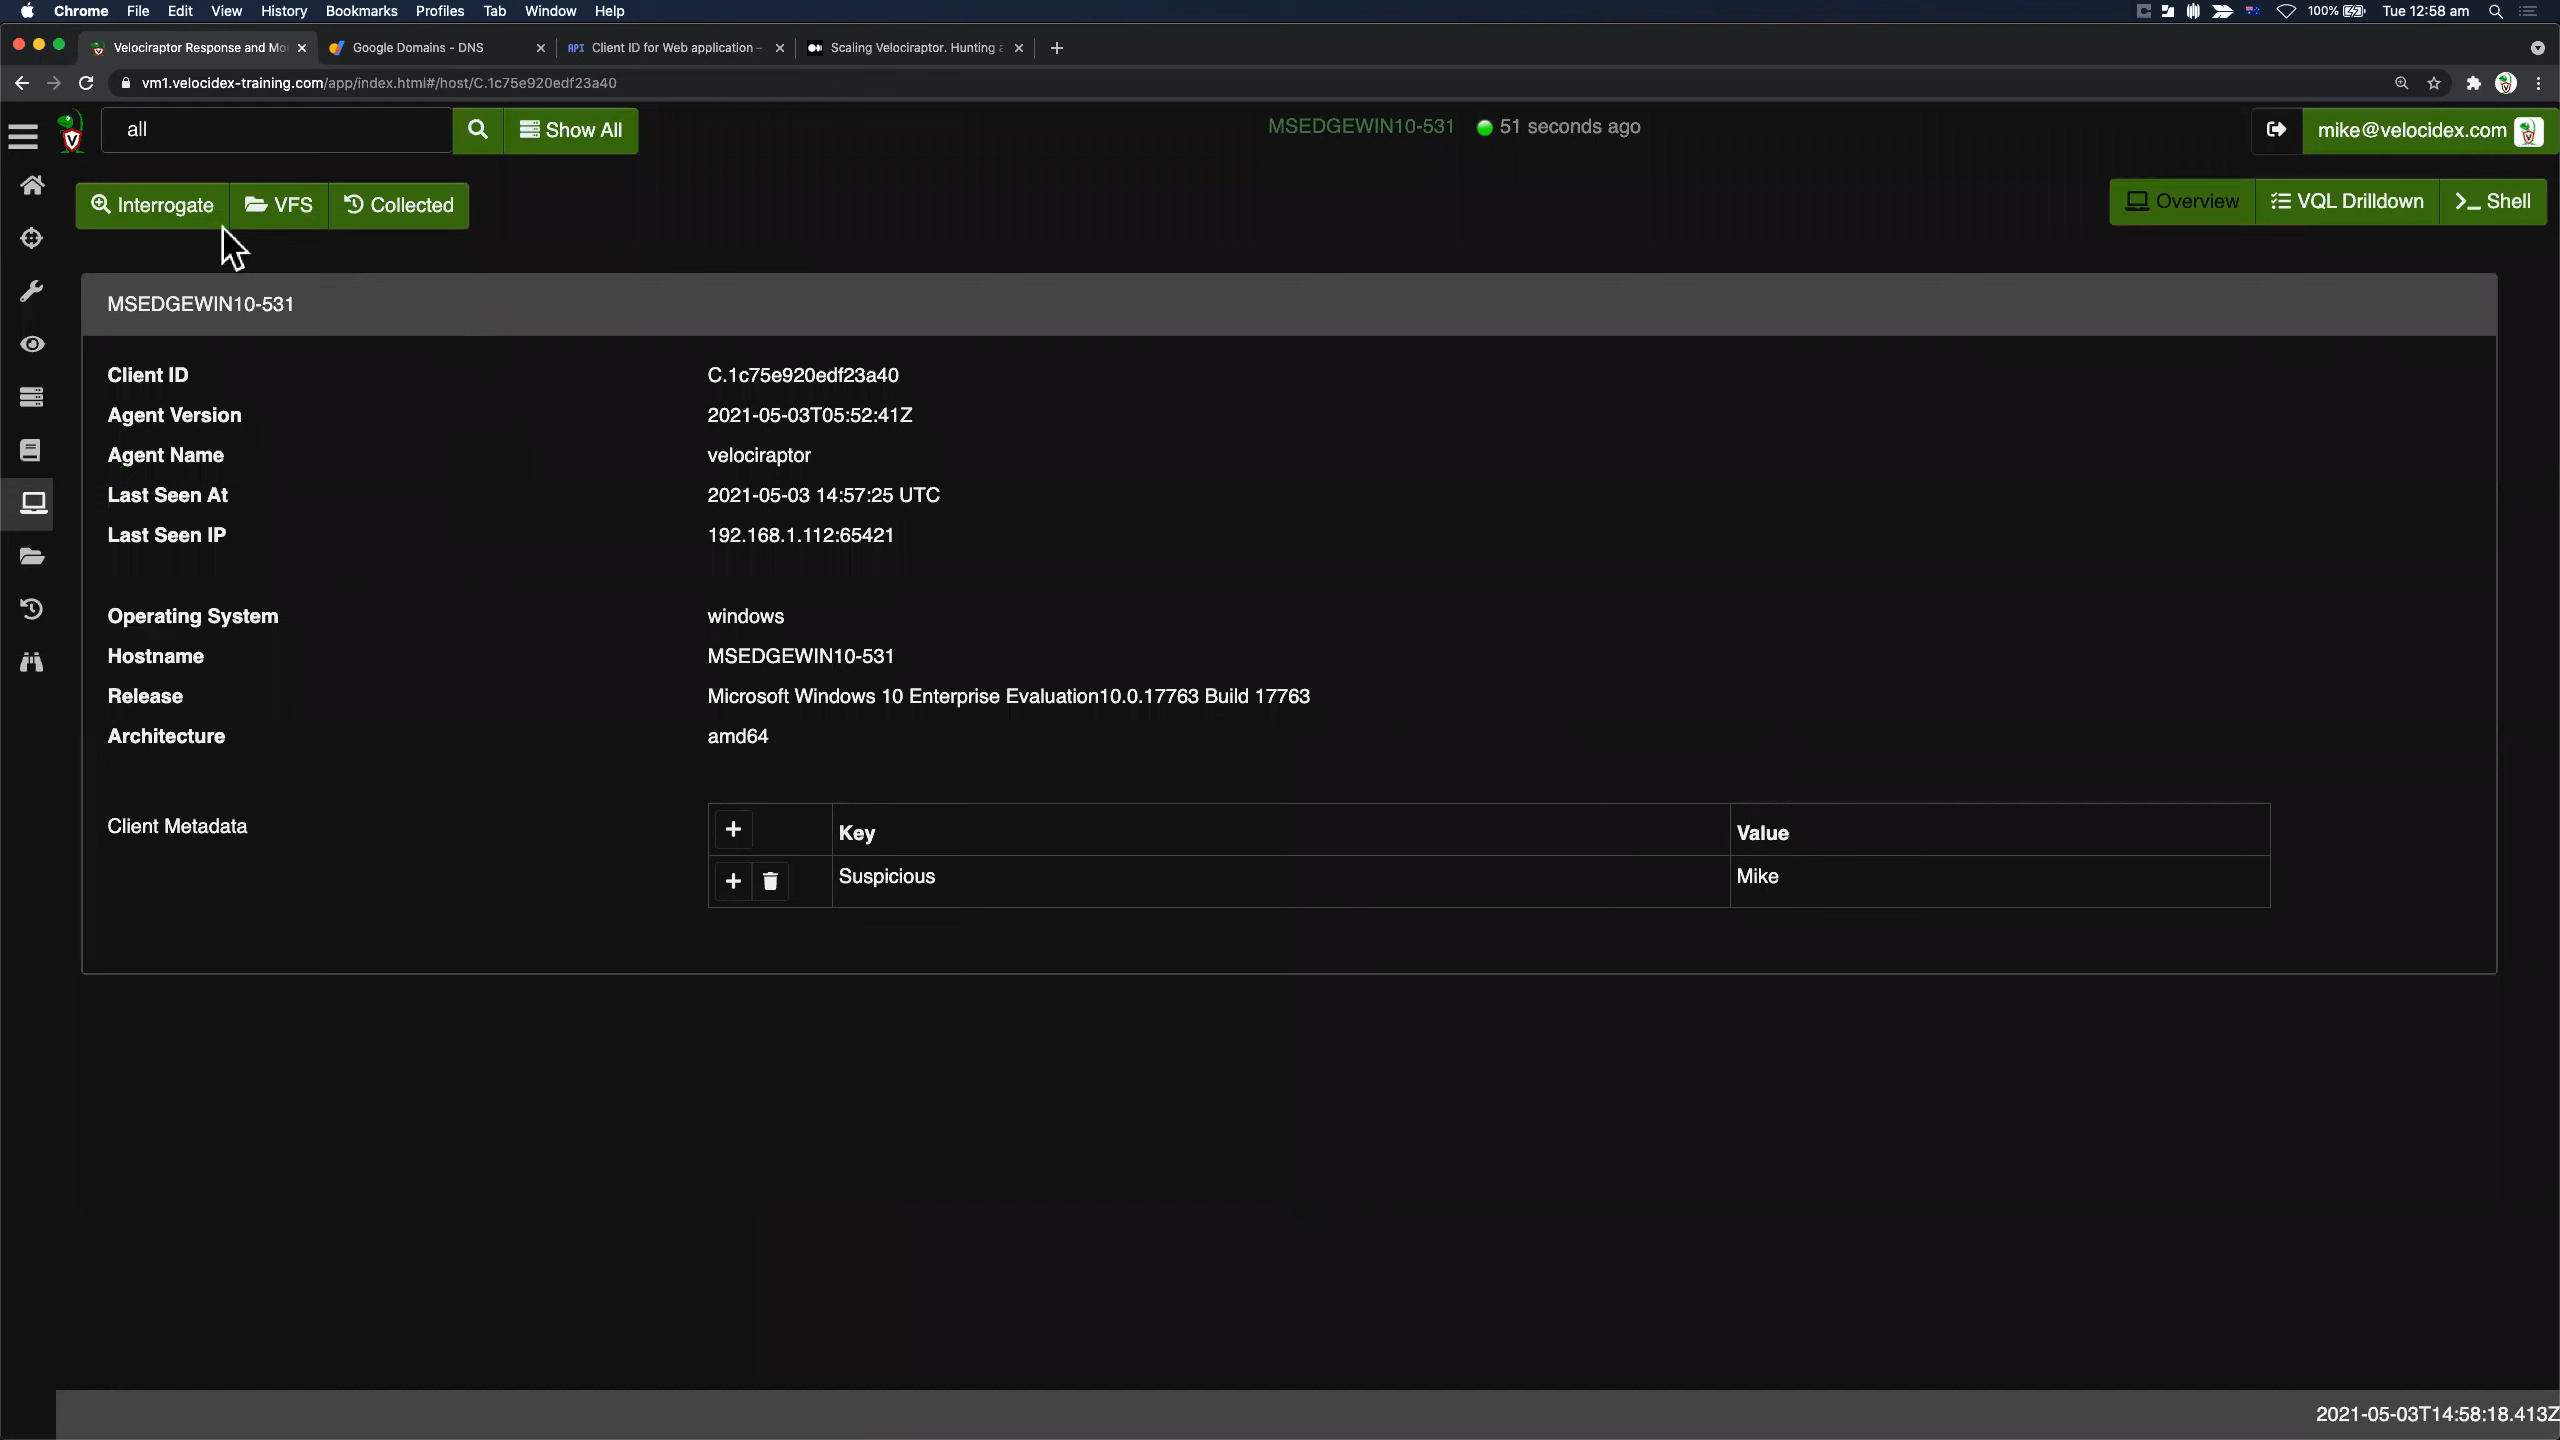 Chrome File Edit View History Bookmarks Profiles Tab Window Help 100% Tue 12:58 am
Velociraptor Response and Mo Google Domains - DNS API Client ID for Web application – Scaling Velociraptor. Hunting a
vm1.velocidex-training.com/app/index.html#/host/C.1c75e920edf23a40
all Show All MSEDGEWIN10-531 51 seconds ago mike@velocidex.com
Interrogate VFS Collected Overview VQL Drilldown >_ Shell
MSEDGEWIN10-531
Client ID C.1c75e920edf23a40
Agent Version 2021-05-03T05:52:41Z
Agent Name velociraptor
Last Seen At 2021-05-03 14:57:25 UTC
Last Seen IP 192.168.1.112:65421
Operating System windows
Hostname MSEDGEWIN10-531
Release Microsoft Windows 10 Enterprise Evaluation10.0.17763 Build 17763
Architecture amd64
Client Metadata Key Value
Suspicious Mike
2021-05-03T14:58:18.413Z